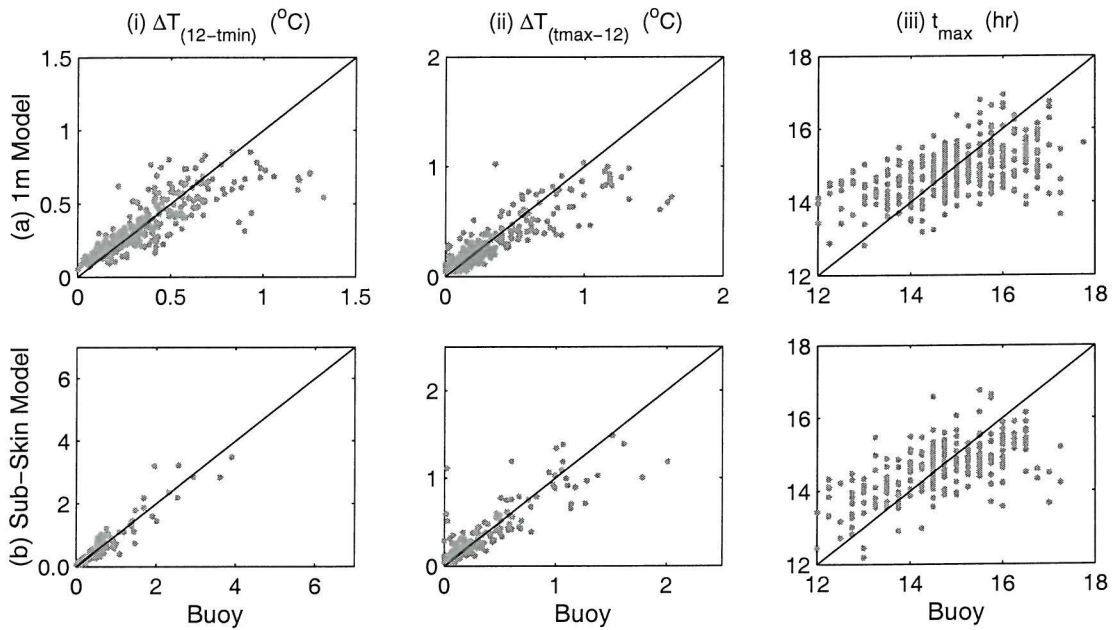 (i) ΔT(12−tmin) (°C)
(ii) ΔT(tmax−12) (°C)
(iii) tmax (hr)
(a) 1m Model
1.5
1
0.5
0
0 0.5 1 1.5
2
1
0
0 1 2
18
16
14
12
12 14 16 18
(b) Sub−Skin Model
6
4
2
0.0
0 2 4 6
Buoy
2
1
0
0 1 2
Buoy
18
16
14
12
12 14 16 18
Buoy